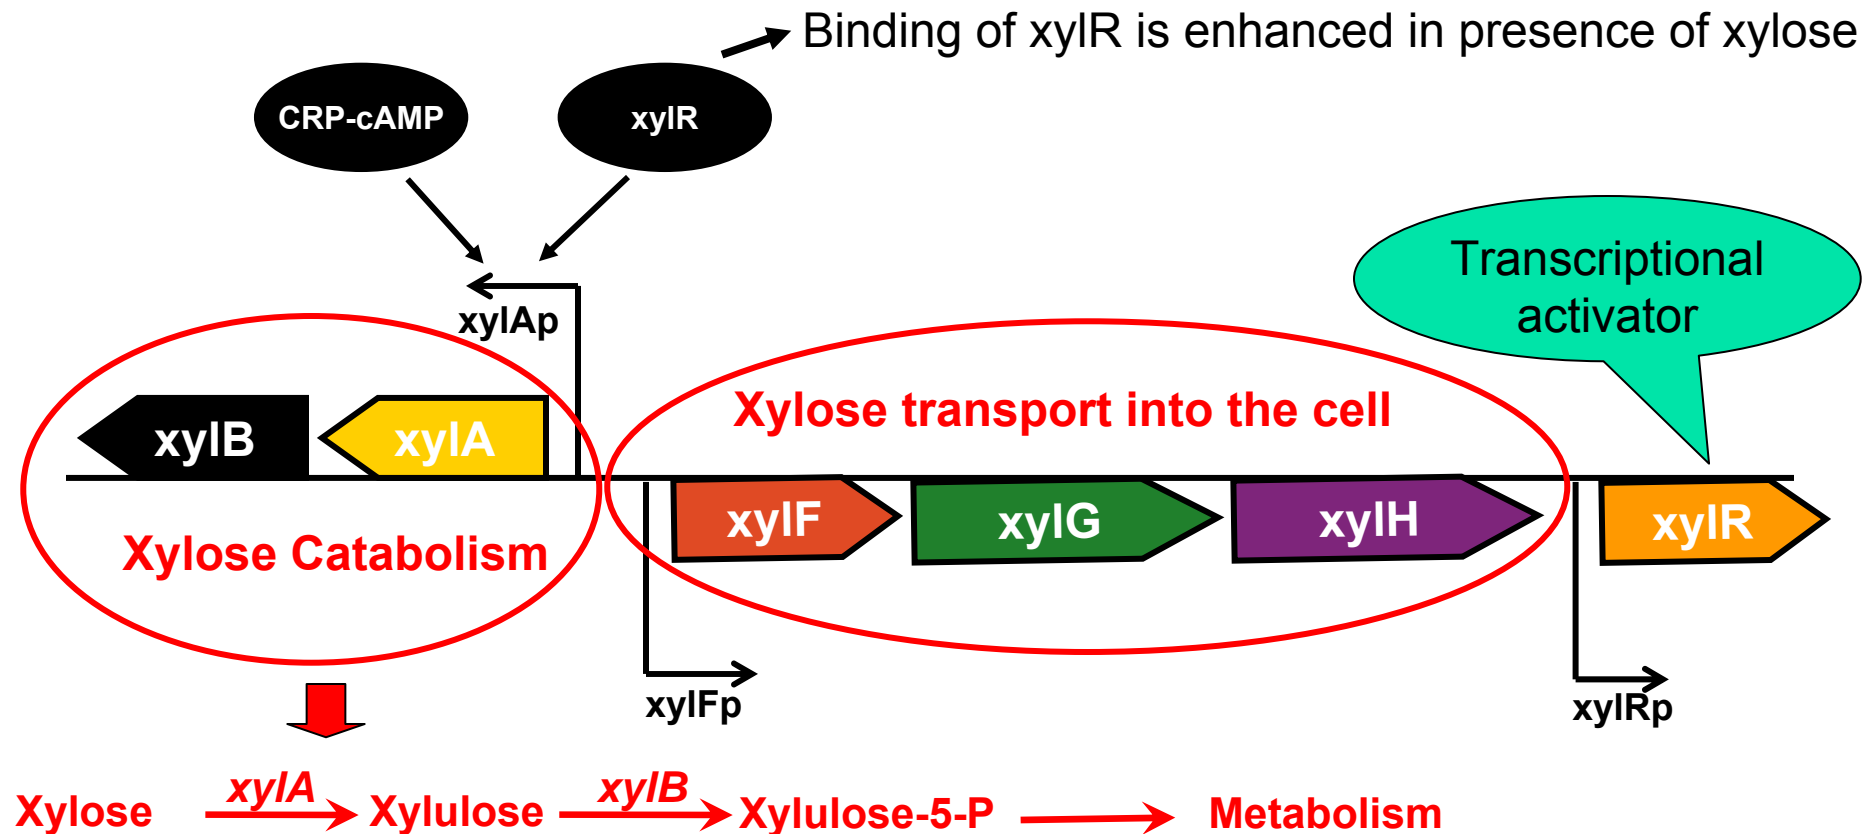 Binding of xylR is enhanced in presence of xylose
CRP-cAMP
xylR
Transcriptional
activator
xylAp
Xylose transport into the cell
xylB
xylA
xylF
xylG
xylH
xylR
Xylose Catabolism
xylFp
xylRp
xylA
xylB
Xylose
Xylulose
Xylulose-5-P
Metabolism